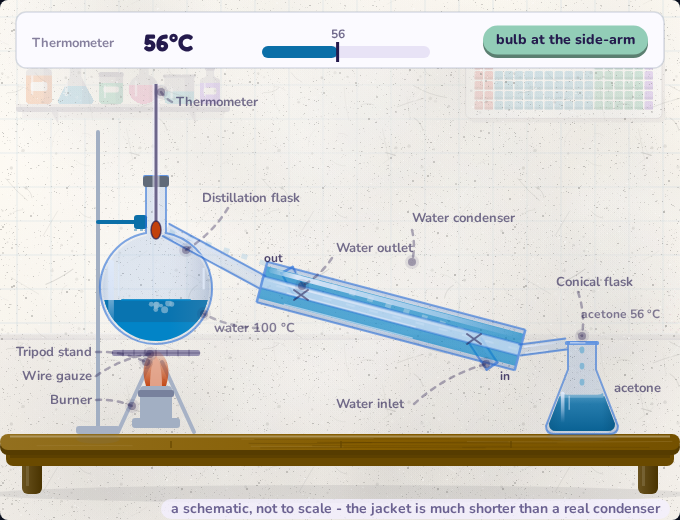 Thermometer 56°C 56 bulb at the side-arm
Thermometer
Distillation flask
Water condenser
Water outlet
out
Conical flask
acetone 56 °C
water 100 °C
Tripod stand
Wire gauze
in
acetone
Burner
Water inlet
a schematic, not to scale - the jacket is much shorter than a real condenser